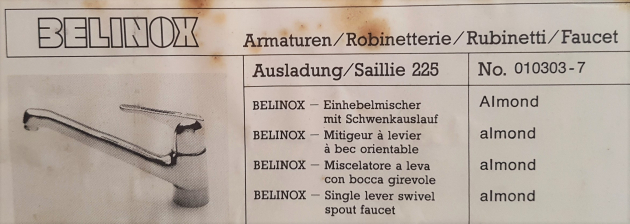 BELINOX
Armaturen/Robinetterie/Rubinetti/Faucet
Ausladung/Saillie 225 No. 010303-7
BELINOX – Einhebelmischer Almond
mit Schwenkauslauf
BELINOX – Mitigeur à levier almond
à bec orientable
BELINOX – Miscelatore a leva almond
con bocca girevole
BELINOX – Single lever swivel almond
spout faucet